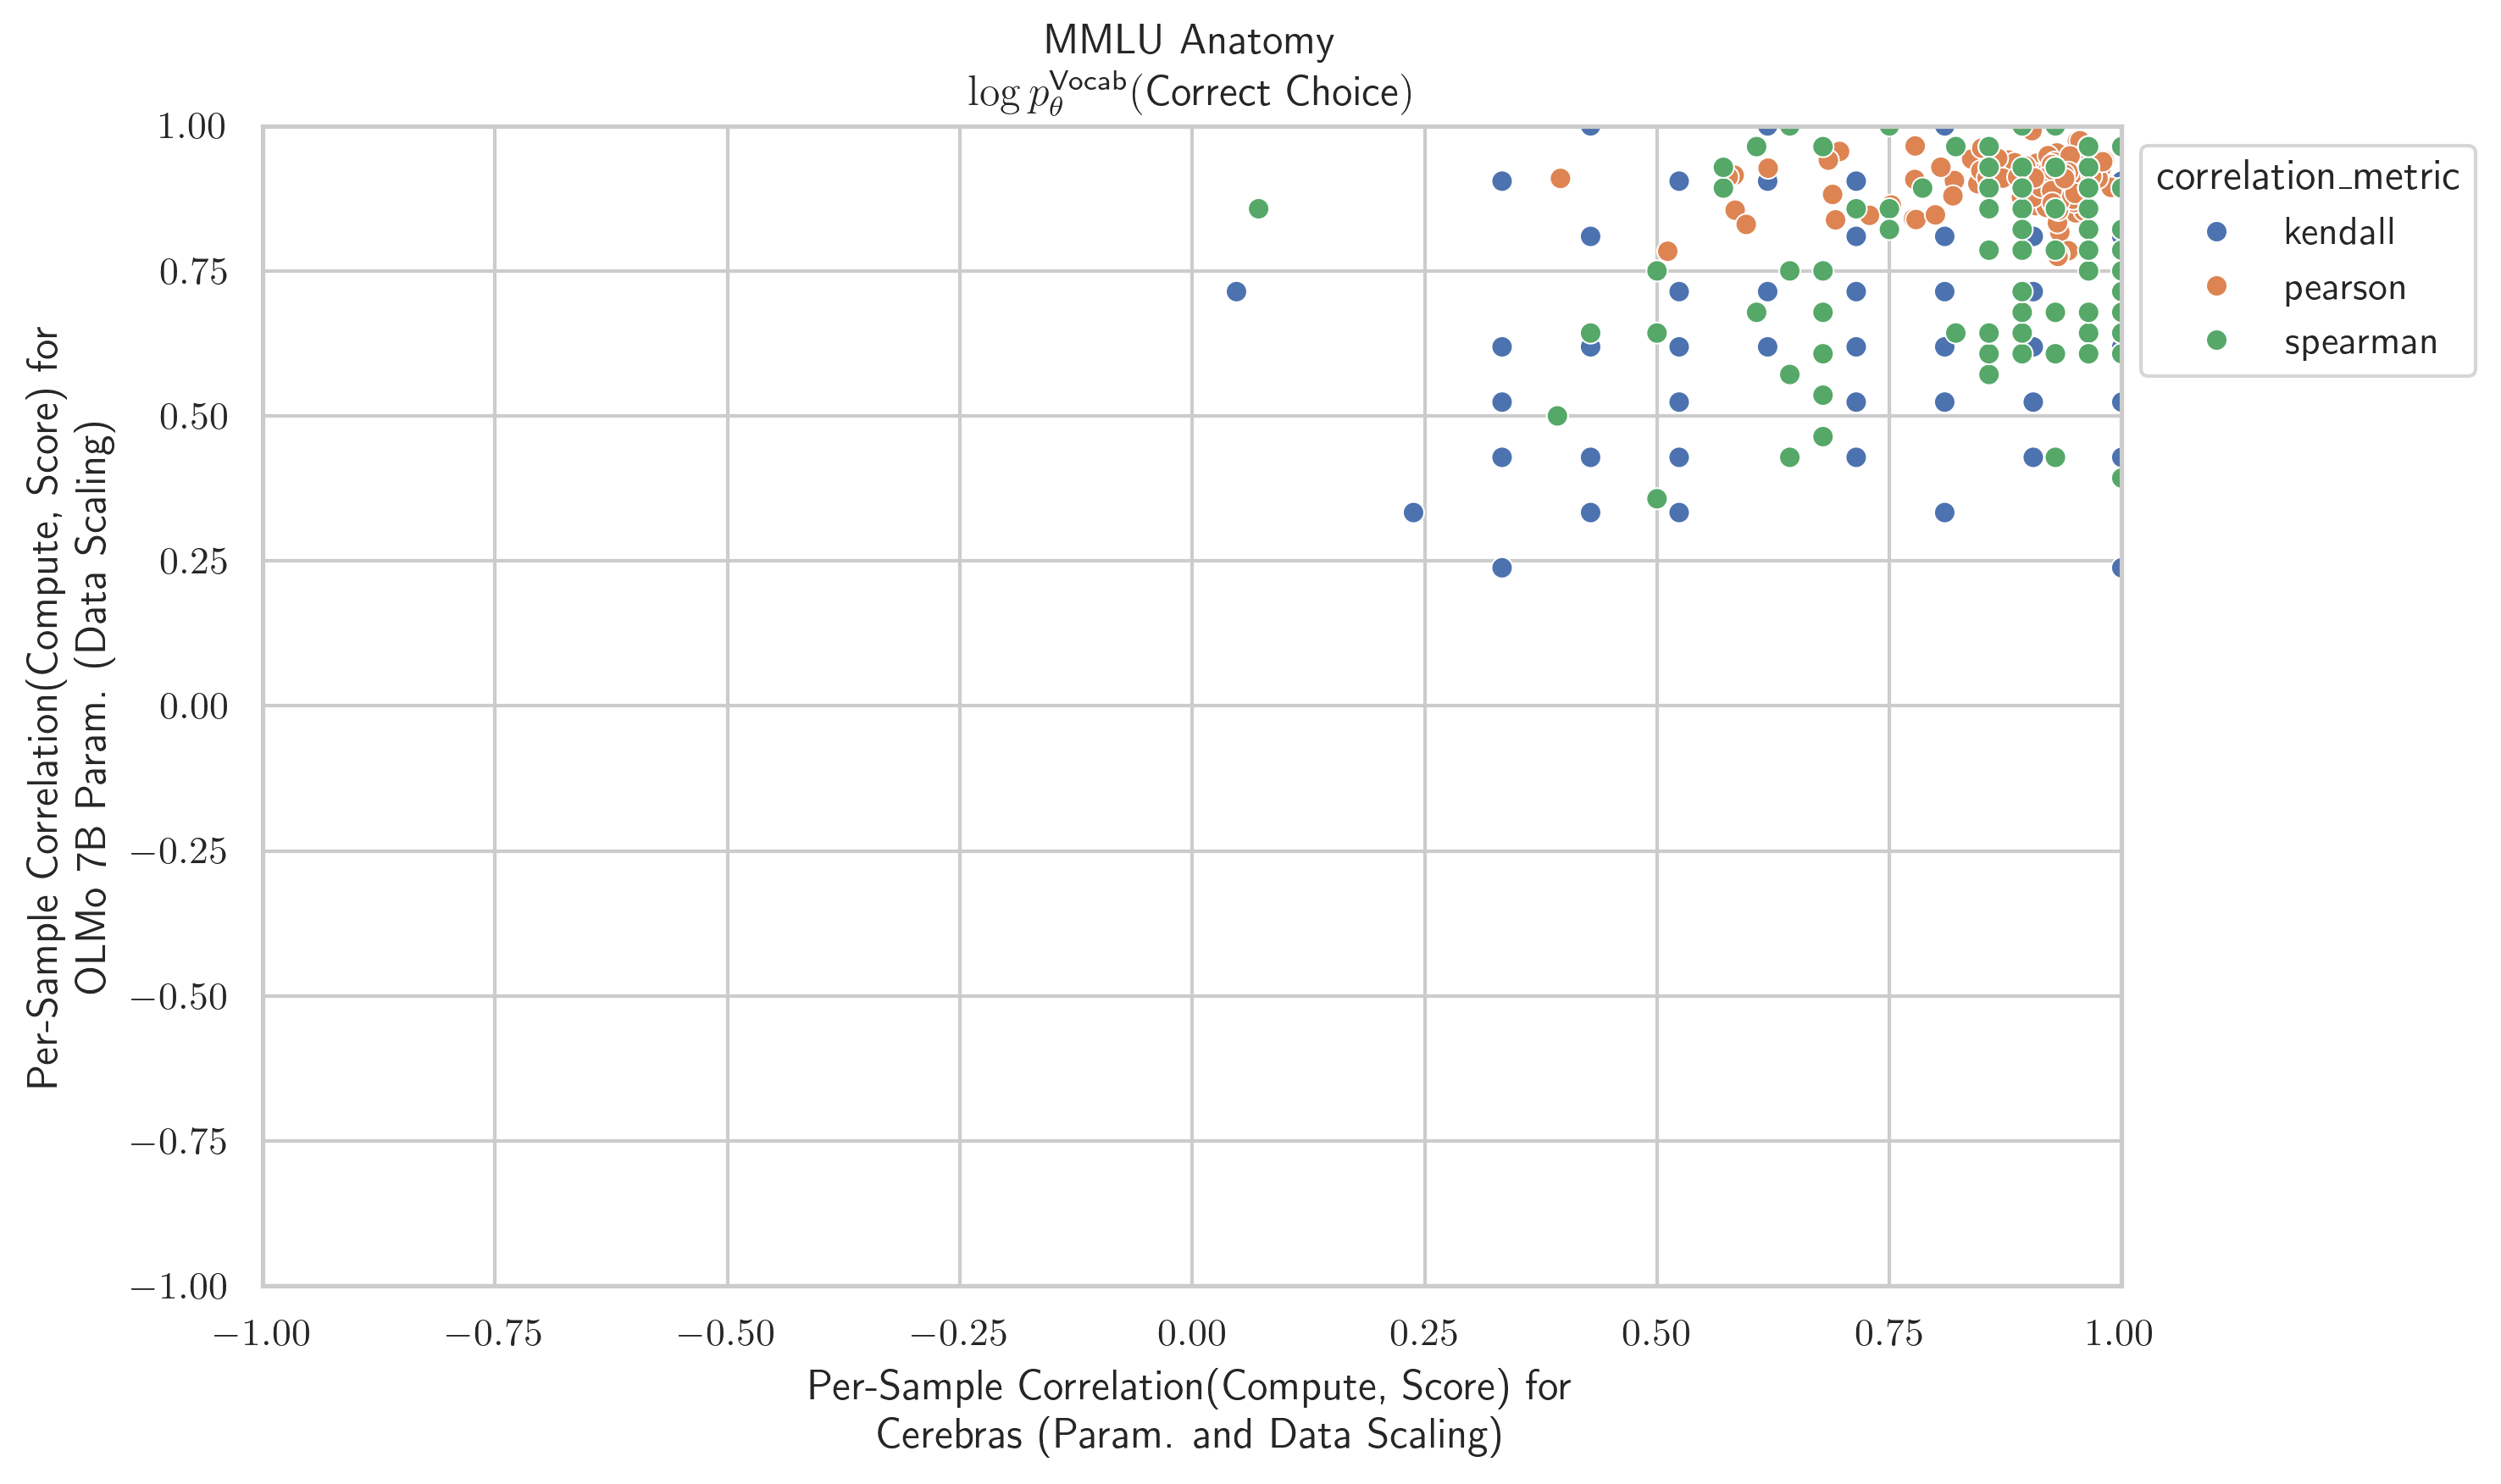 MMLU Anatomy
log p_θ^Vocab(Correct Choice)
Per-Sample Correlation(Compute, Score) for
OLMo 7B Param. (Data Scaling)
1.00
0.75
0.50
0.25
0.00
−0.25
−0.50
−0.75
−1.00
−1.00 −0.75 −0.50 −0.25 0.00 0.25 0.50 0.75 1.00
Per-Sample Correlation(Compute, Score) for
Cerebras (Param. and Data Scaling)
correlation_metric
kendall
pearson
spearman